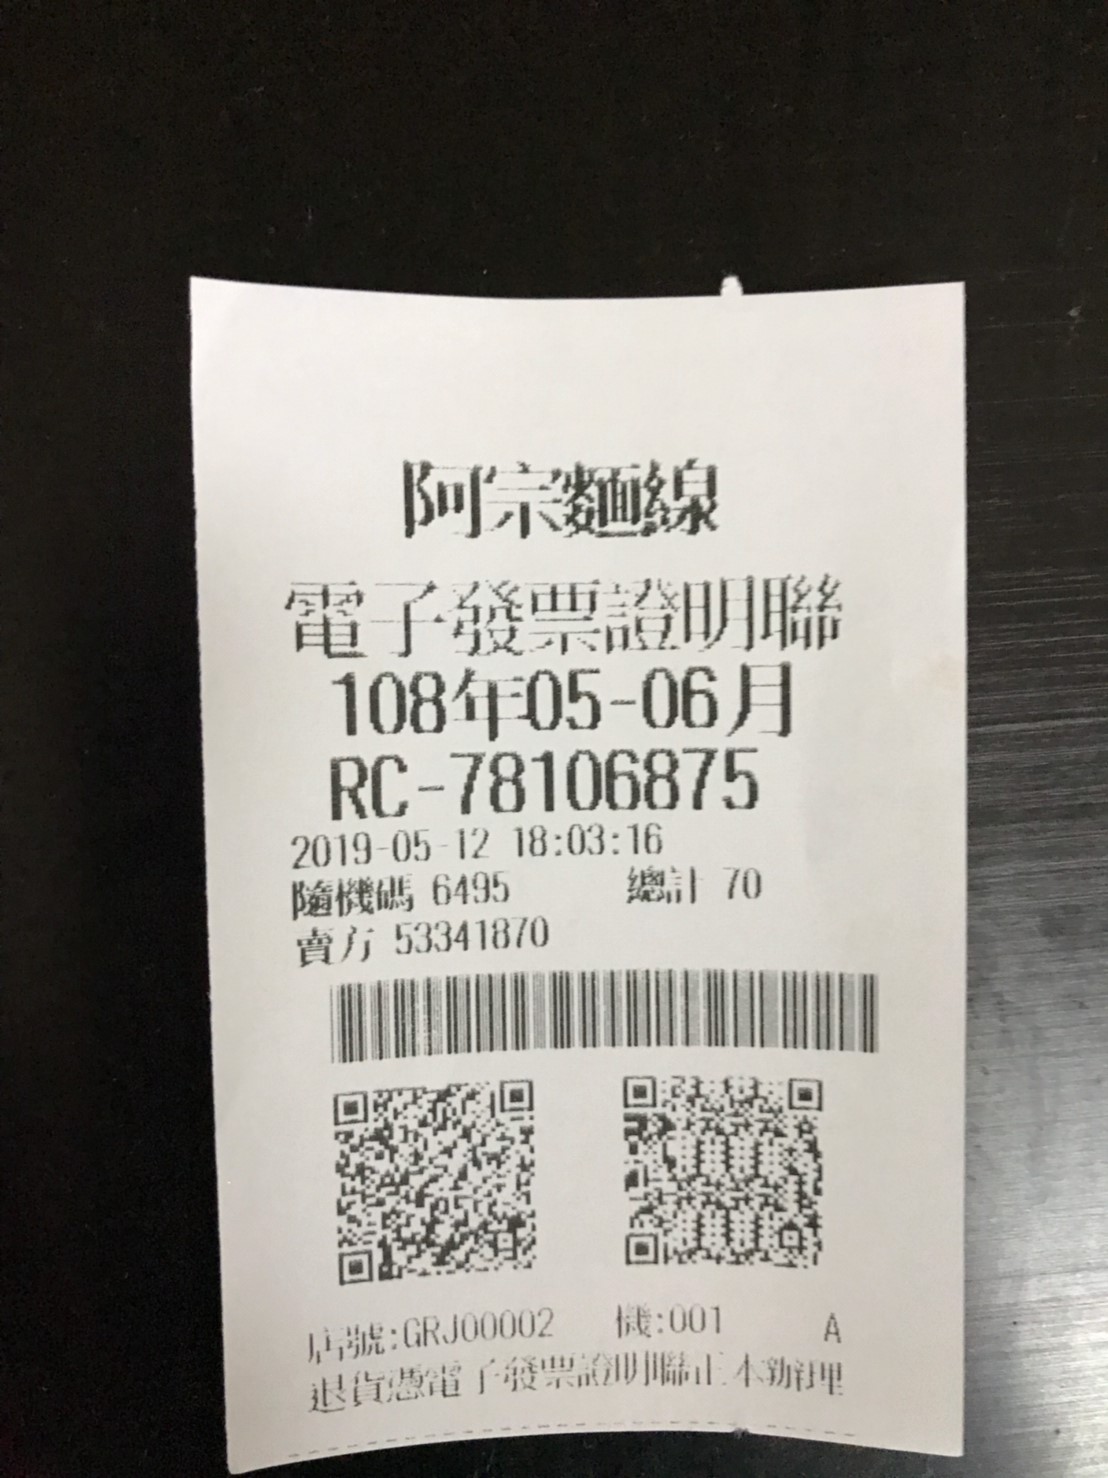 阿宗麵線
電子發票證明聯
108年05-06月
RC-78106875
2019-05-12 18:03:16
隨機碼 6495 總計 70
賣方 53341870
店號:GRJ00002 機:001 A
退貨憑電子發票證明聯正本辦理